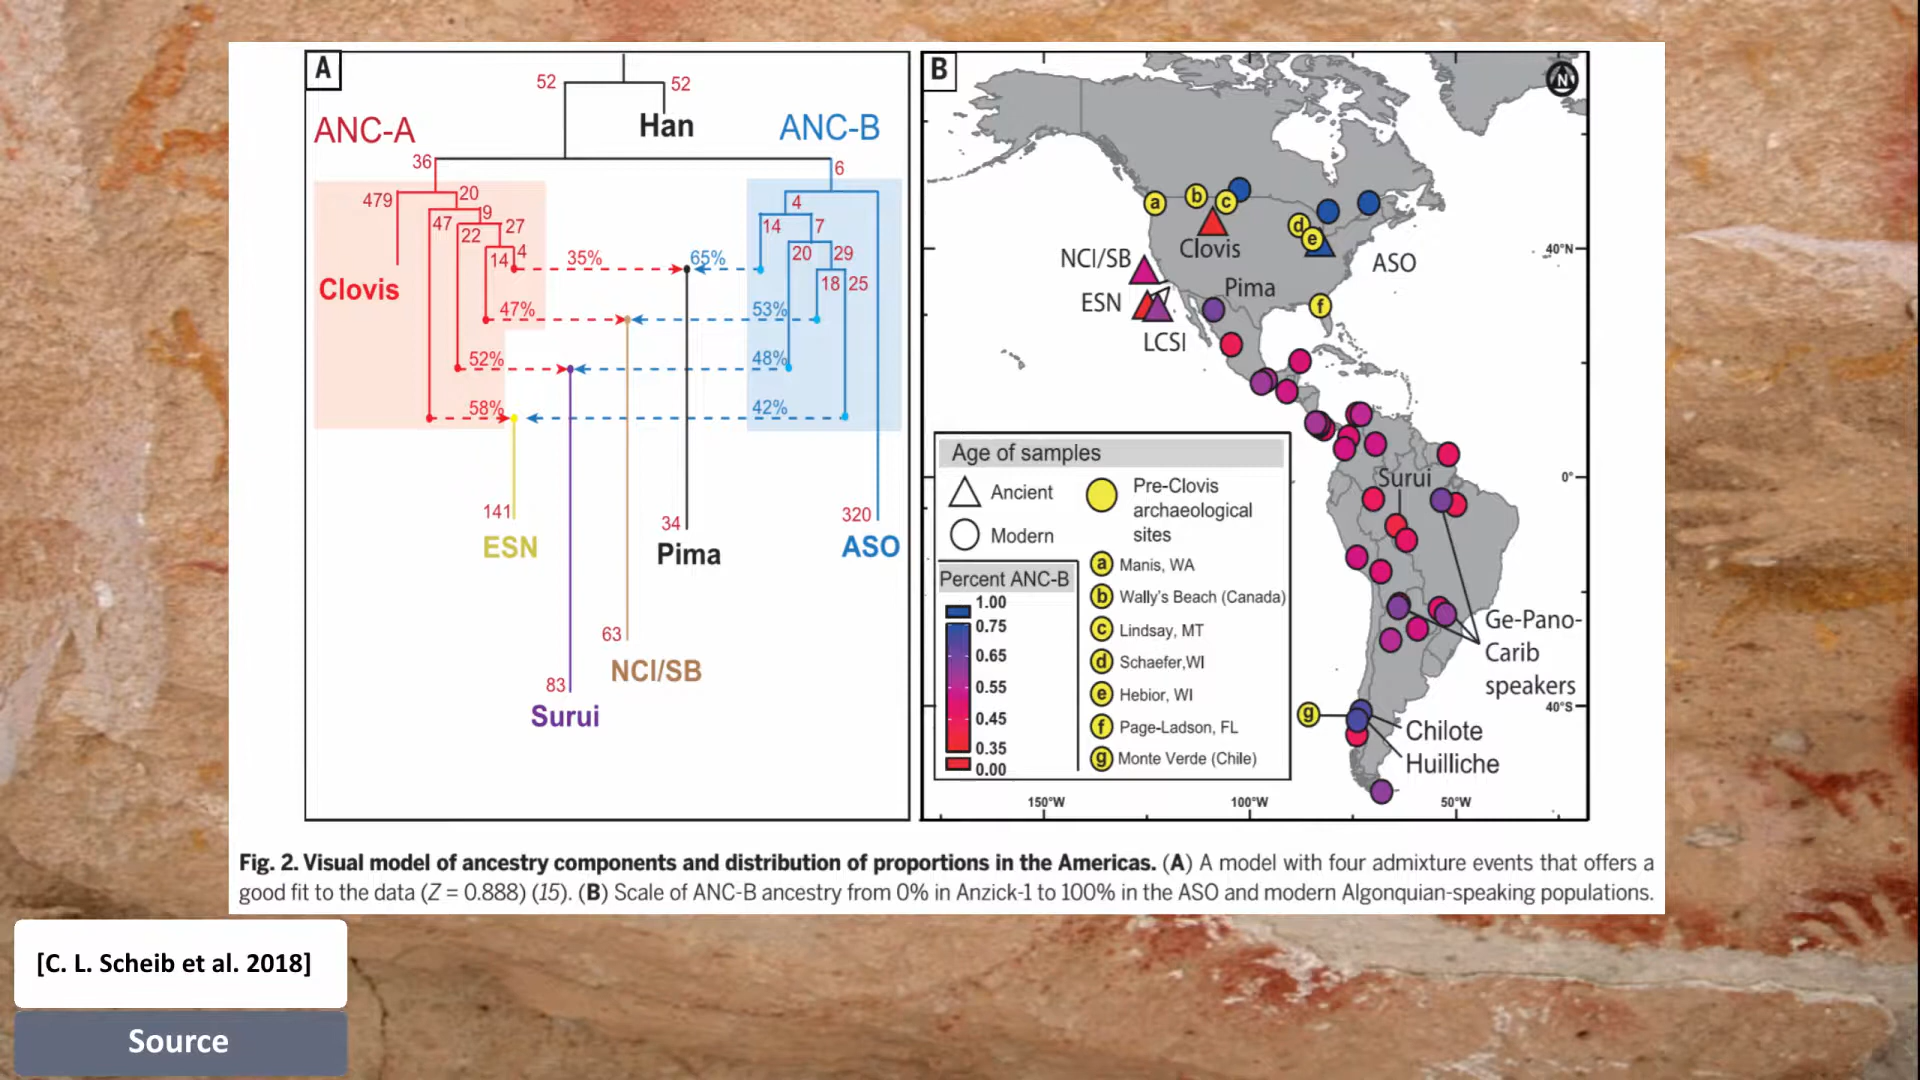 A
52
52
Han
ANC-A
ANC-B
36
6
479
20
4
47
9
14
7
22
27
20
29
14
4
18
25
35%
65%
Clovis
47%
53%
52%
48%
58%
42%
141
34
320
ESN
Pima
ASO
63
NCI/SB
83
Surui
B
N
a
b
c
d
e
Clovis
NCI/SB
ASO
40°N
ESN
Pima
f
LCSI
Surui
0°
Age of samples
Ancient
Modern
Pre-Clovis
archaeological
sites
Percent ANC-B
1.00
0.75
0.65
0.55
0.45
0.35
0.00
a Manis, WA
b Wally's Beach (Canada)
c Lindsay, MT
d Schaefer,WI
e Hebior, WI
f Page-Ladson, FL
g Monte Verde (Chile)
Ge-Pano-
Carib
speakers
40°S
g
Chilote
Huilliche
150°W
100°W
50°W
Fig. 2. Visual model of ancestry components and distribution of proportions in the Americas. (A) A model with four admixture events that offers a
good fit to the data (Z = 0.888) (15). (B) Scale of ANC-B ancestry from 0% in Anzick-1 to 100% in the ASO and modern Algonquian-speaking populations.
[C. L. Scheib et al. 2018]
Source